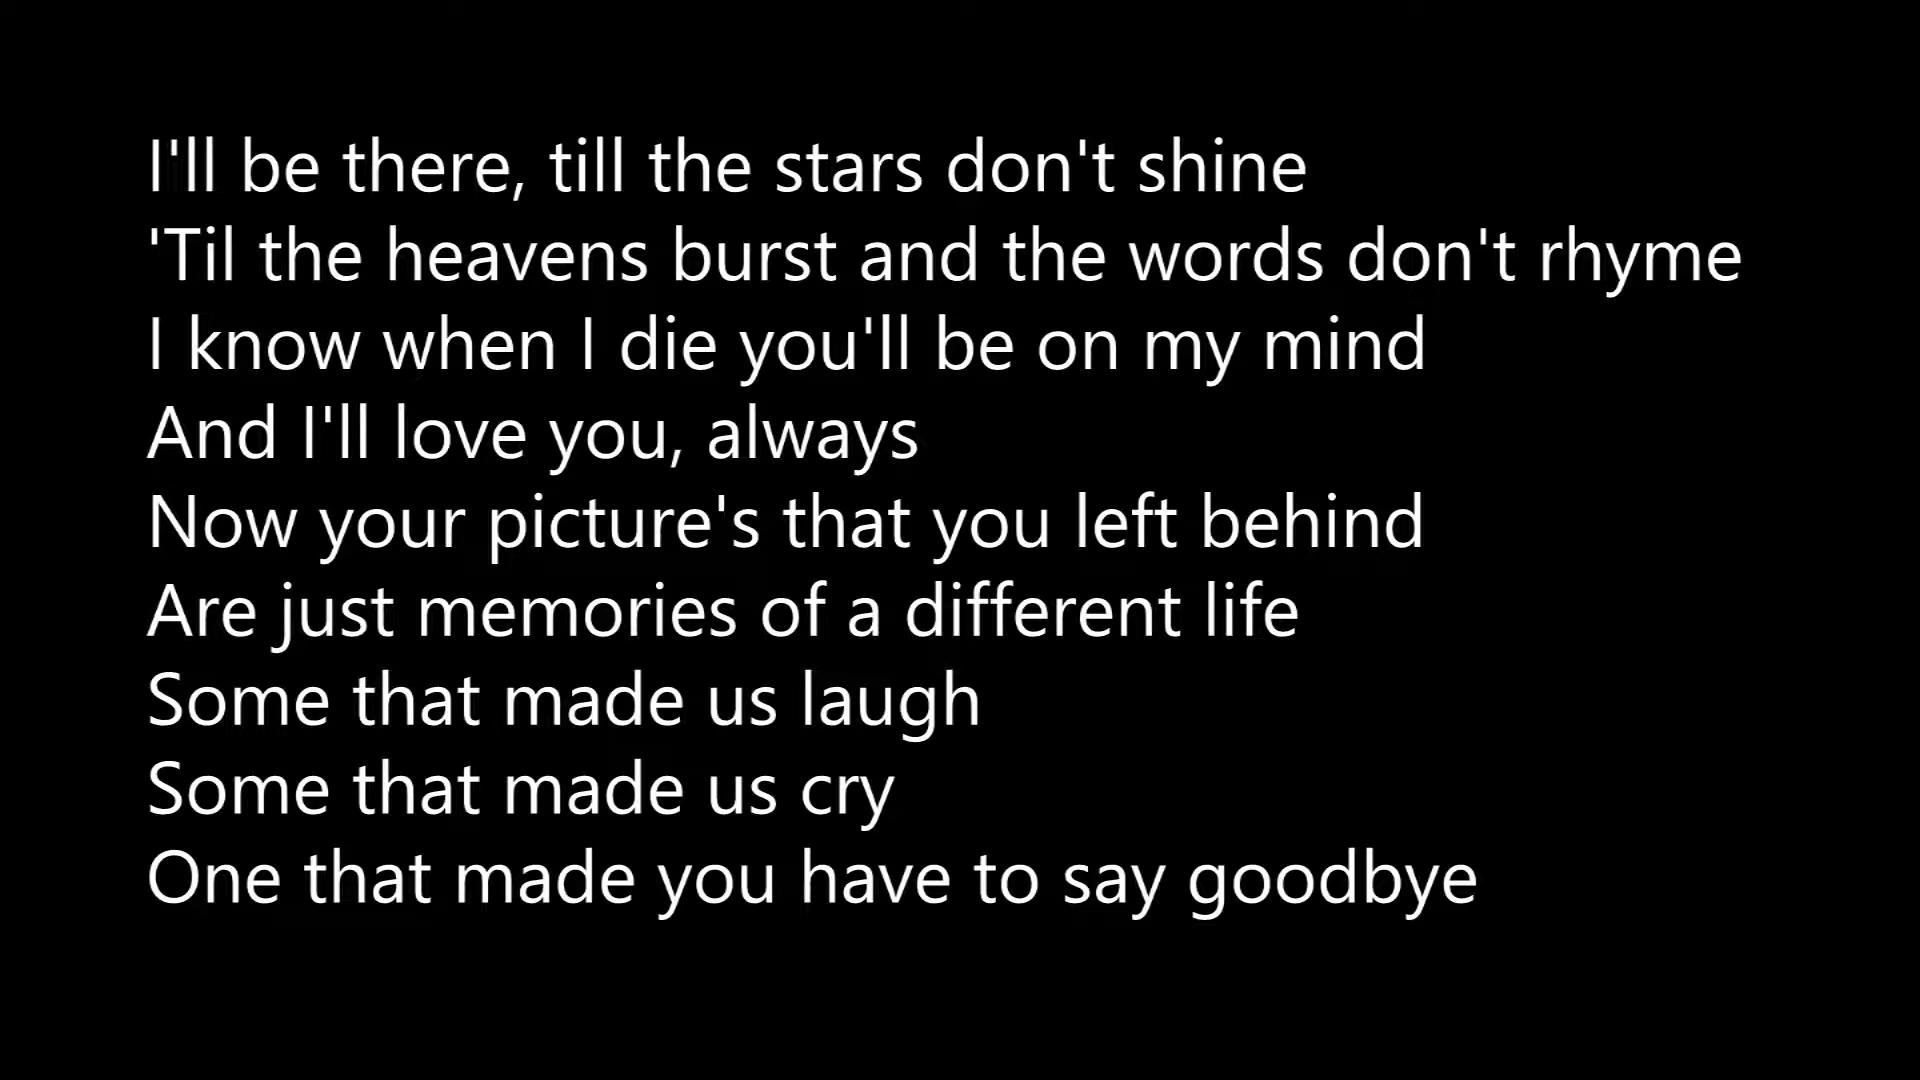 I'll be there, till the stars don't shine
'Til the heavens burst and the words don't rhyme
I know when I die you'll be on my mind
And I'll love you, always
Now your picture's that you left behind
Are just memories of a different life
Some that made us laugh
Some that made us cry
One that made you have to say goodbye